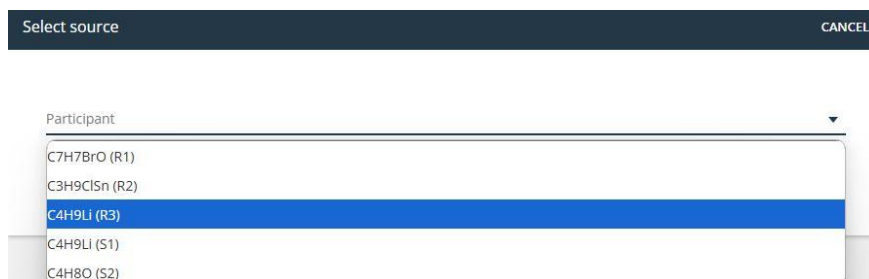 Select source CANCEL
Participant
C7H7BrO (R1)
C3H9ClSn (R2)
C4H9Li (R3)
C4H9Li (S1)
C4H8O (S2)